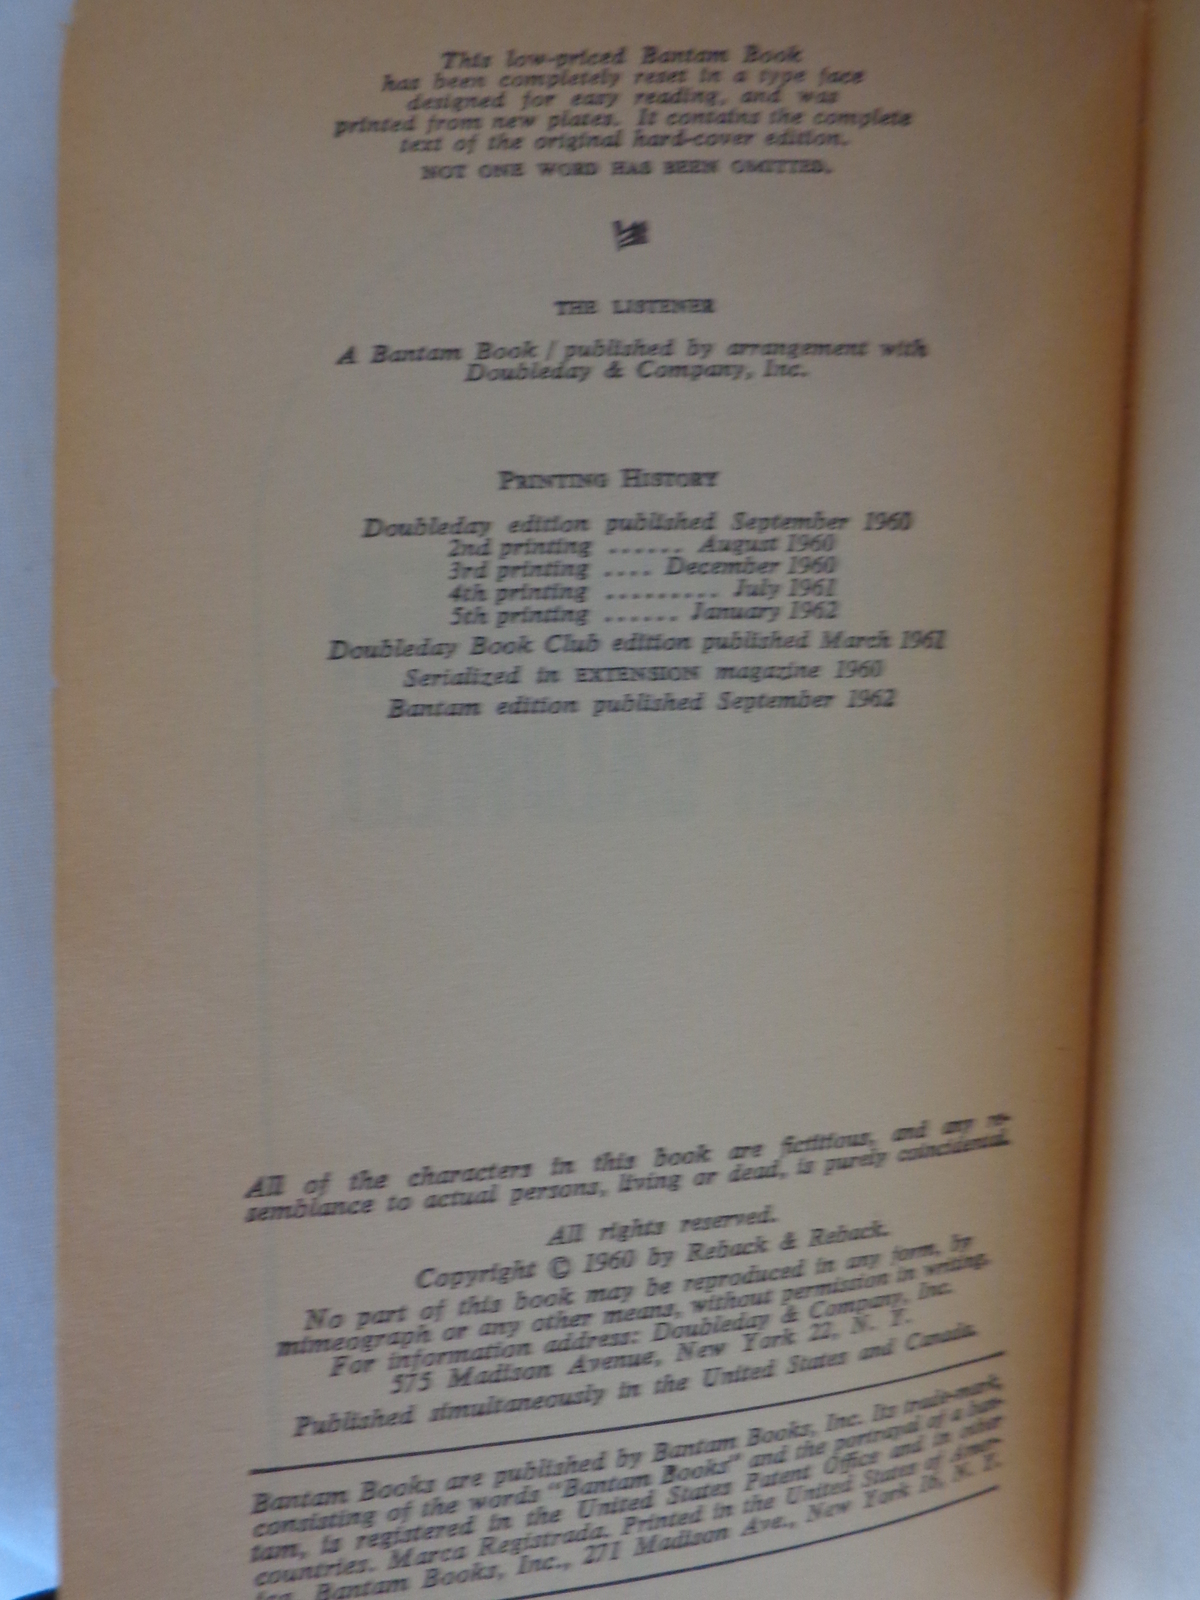 This low-priced Bantam Book
has been completely reset in a type face
designed for easy reading, and was
printed from new plates. It contains the complete
text of the original hard-cover edition.
NOT ONE WORD HAS BEEN OMITTED.
THE LISTENER
A Bantam Book / published by arrangement with
Doubleday & Company, Inc.
PRINTING HISTORY
Doubleday edition published September 1960
2nd printing ...... August 1960
3rd printing .... December 1960
4th printing ......... July 1961
5th printing ...... January 1962
Doubleday Book Club edition published March 1961
Serialized in EXTENSION magazine 1960
Bantam edition published September 1962
All of the characters in this book are fictitious, and any re-
semblance to actual persons, living or dead, is purely coincidental.
All rights reserved.
Copyright © 1960 by Reback & Reback.
No part of this book may be reproduced in any form, by
mimeograph or any other means, without permission in writing.
For information address: Doubleday & Company, Inc.
575 Madison Avenue, New York 22, N. Y.
Published simultaneously in the United States and Canada.
Bantam Books are published by Bantam Books, Inc. Its trade-mark,
consisting of the words "Bantam Books" and the portrayal of a ban-
tam, is registered in the United States Patent Office and in other
countries. Marca Registrada. Printed in the United States of Amer-
ica. Bantam Books, Inc., 271 Madison Ave., New York 16, N. Y.